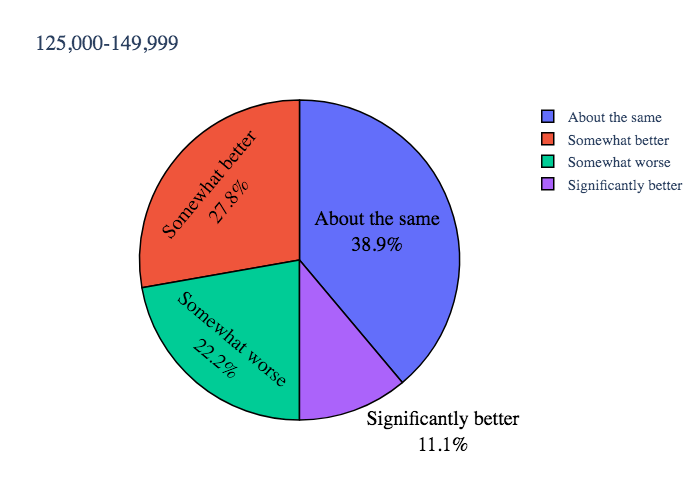 125,000-149,999
About the same
Somewhat better
Somewhat worse
Significantly better
Somewhat better
27.8%
About the same
38.9%
Somewhat worse
22.2%
Significantly better
11.1%